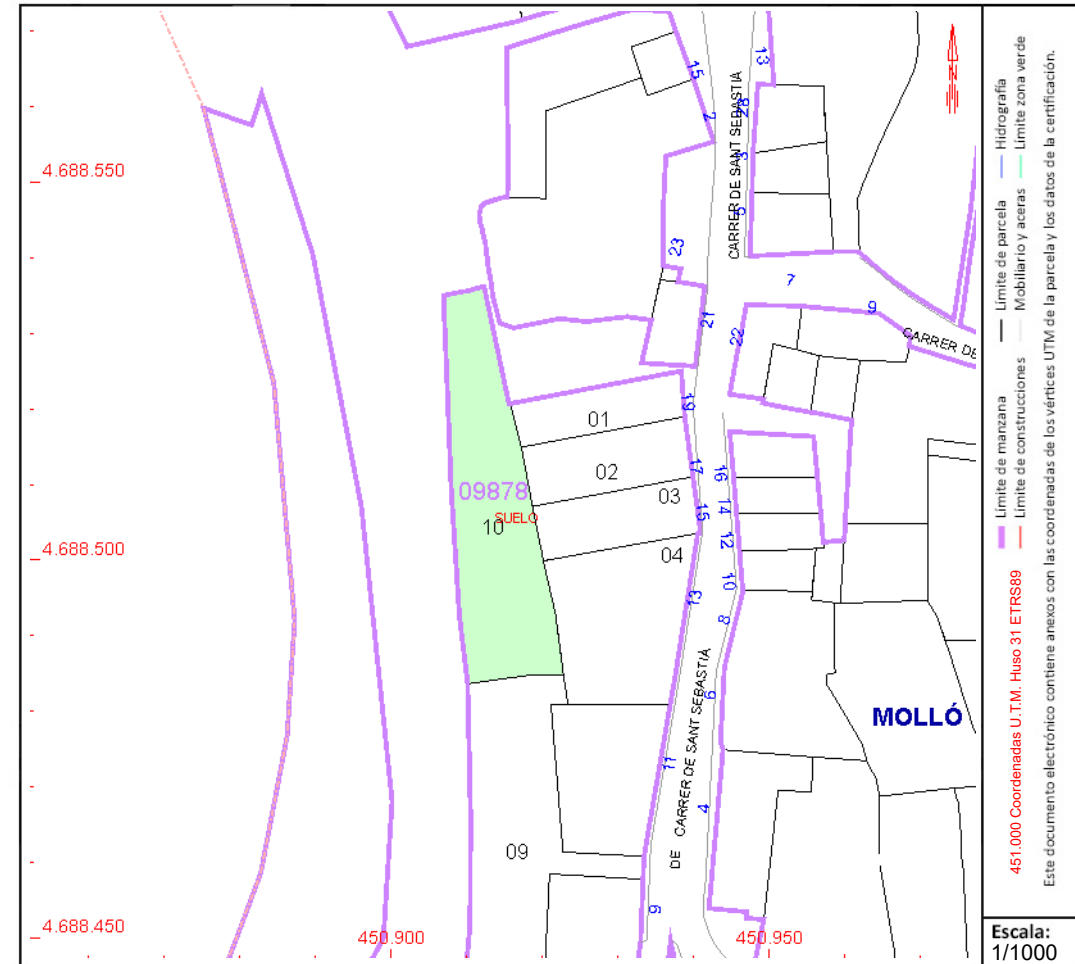 4.688.550
4.688.500
4.688.450
450.900
450.950
CARRER DE SANT SEBASTIÀ
13
28
3
5
15
2
23
21
7
9
22
CARRER DE
19
17
15
13
11
9
16
14
12
10
8
6
4
01
02
03
04
09878
SUELO
10
09
MOLLÓ
DE CARRER DE SANT SEBASTIÀ
Límite de manzana
Límite de parcela
Hidrografía
Límite de construcciones
Mobiliario y aceras
Límite zona verde
451.000 Coordenadas U.T.M. Huso 31 ETRS89
Este documento electrónico contiene anexos con las coordenadas de los vértices UTM de la parcela y los datos de la certificación.
Escala:
1/1000